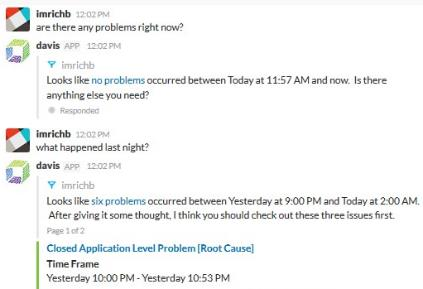 imrichb 12:02 PM
are there any problems right now?
davis APP 12:02 PM
imrichb
Looks like no problems occurred between Today at 11:57 AM and now. Is there
anything else you need?
Responded
imrichb 12:02 PM
what happened last night?
davis APP 12:02 PM
imrichb
Looks like six problems occurred between Yesterday at 9:00 PM and Today at 2:00 AM.
After giving it some thought, I think you should check out these three issues first.
Page 1 of 2
Closed Application Level Problem [Root Cause]
Time Frame
Yesterday 10:00 PM - Yesterday 10:53 PM